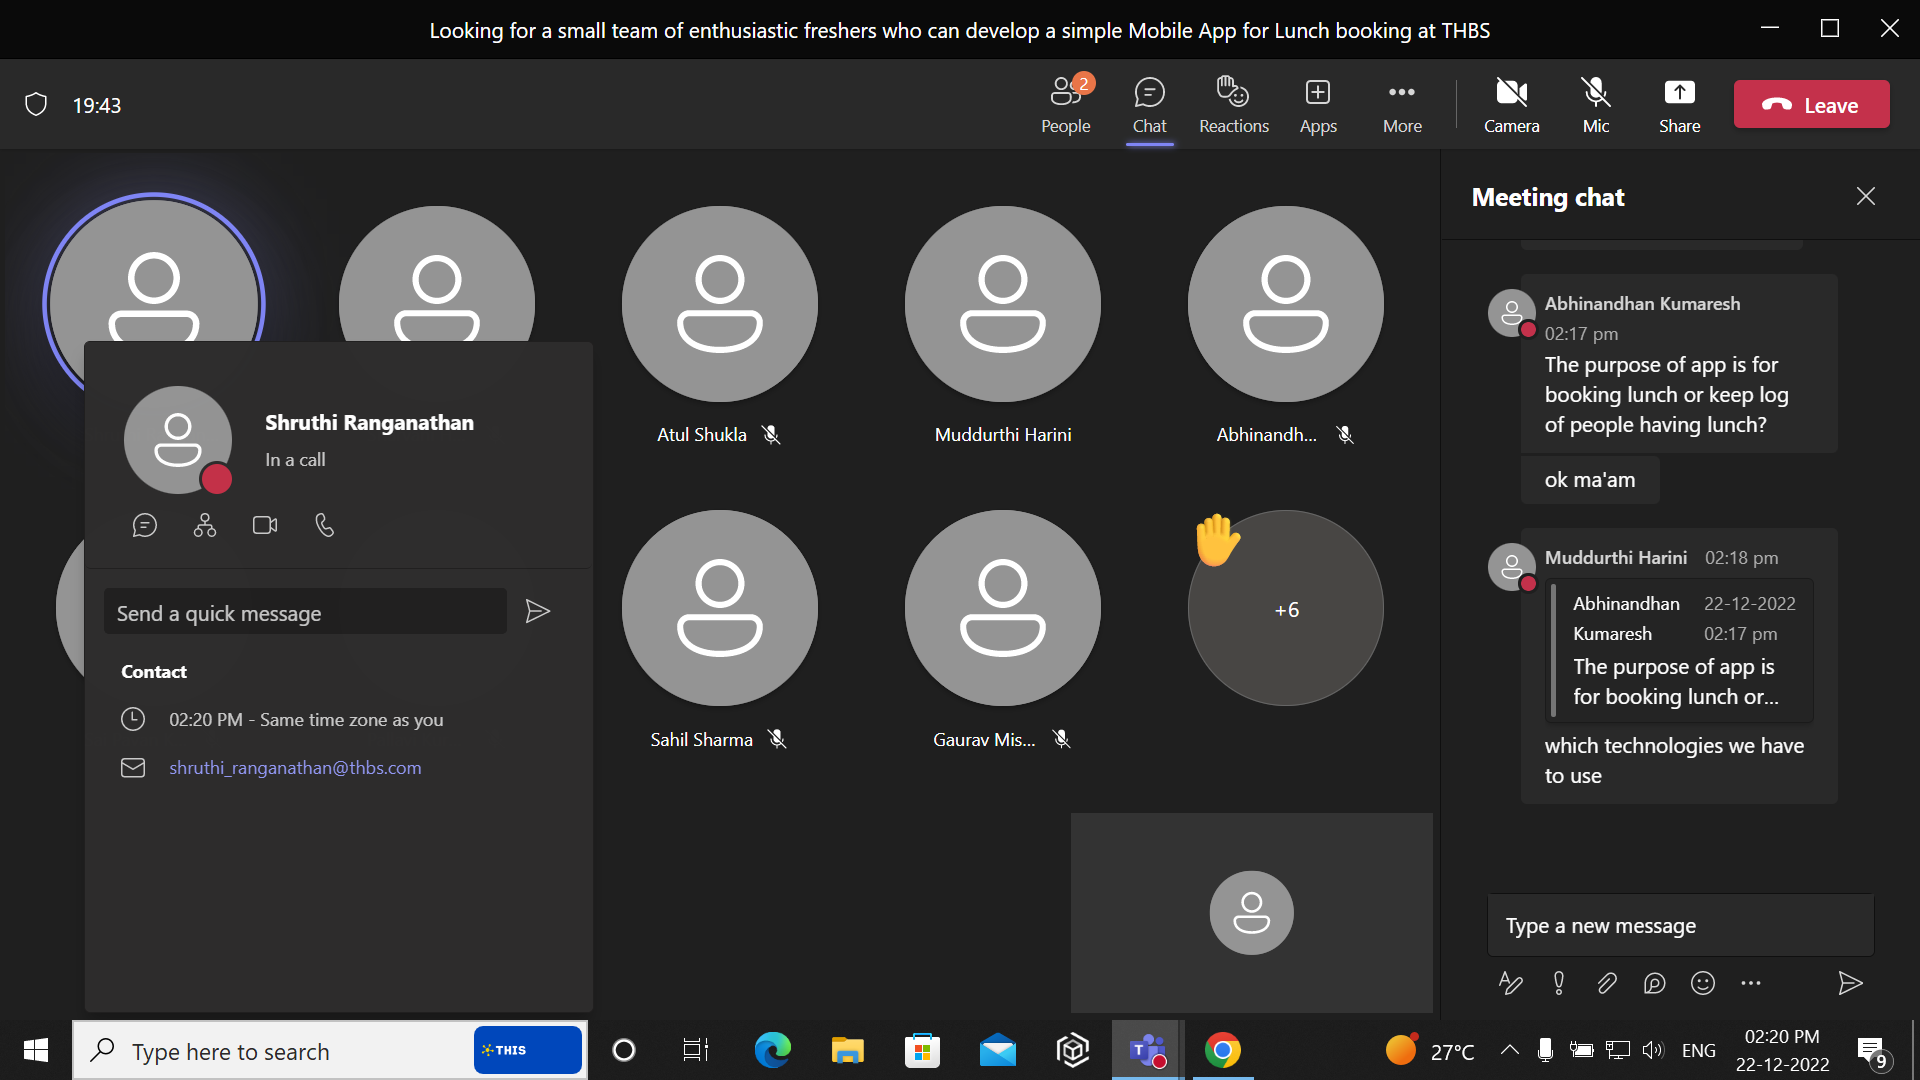 Looking for a small team of enthusiastic freshers who can develop a simple Mobile App for Lunch booking at THBS
19:43
2
People
Chat
Reactions
Apps
More
Camera
Mic
Share
Leave
Shruthi Ranganathan
In a call
Send a quick message
Contact
02:20 PM - Same time zone as you
shruthi_ranganathan@thbs.com
Atul Shukla
Muddurthi Harini
Abhinandh...
Sahil Sharma
Gaurav Mis...
+6
Meeting chat
Abhinandhan Kumaresh
02:17 pm
The purpose of app is for
booking lunch or keep log
of people having lunch?
ok ma'am
Muddurthi Harini 02:18 pm
Abhinandhan 22-12-2022
Kumaresh 02:17 pm
The purpose of app is
for booking lunch or...
which technologies we have
to use
Type a new message
Type here to search
THIS
27°C
ENG
02:20 PM
22-12-2022
9